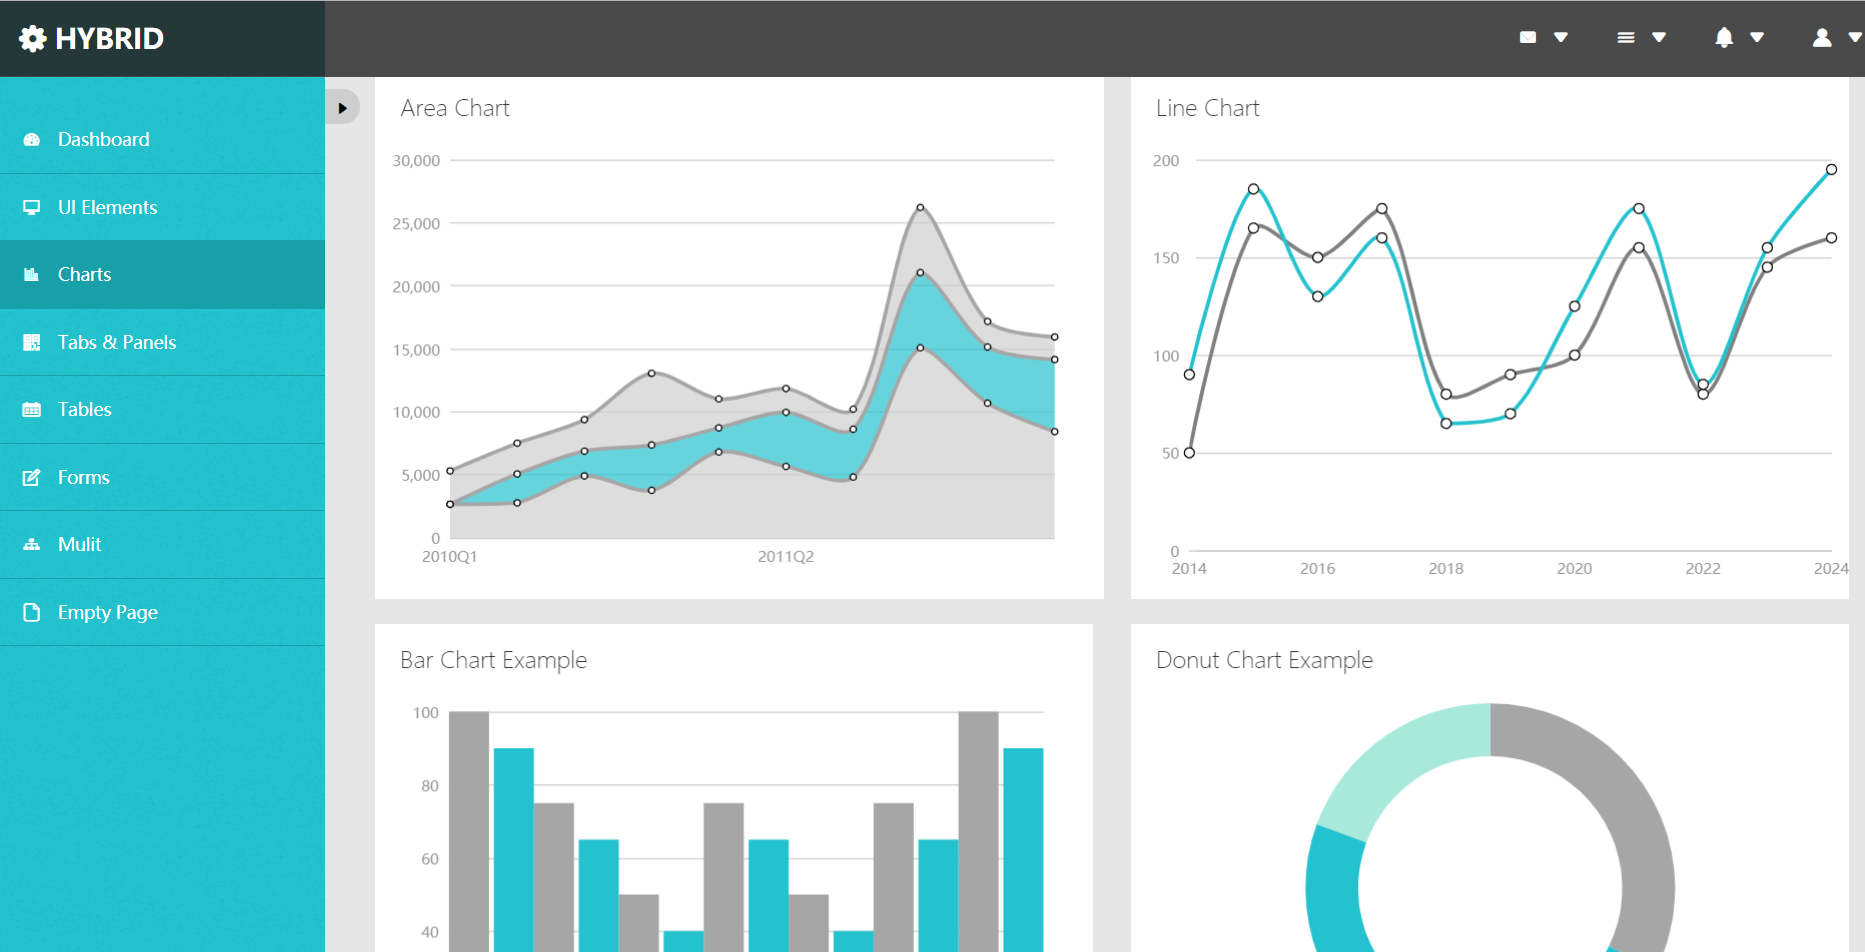 HYBRID
Dashboard
UI Elements
Charts
Tabs & Panels
Tables
Forms
Mulit
Empty Page
Area Chart
30,000
25,000
20,000
15,000
10,000
5,000
0
2010Q1 2011Q2
Line Chart
200
150
100
50
0
2014 2016 2018 2020 2022 2024
Bar Chart Example
100
80
60
40
Donut Chart Example